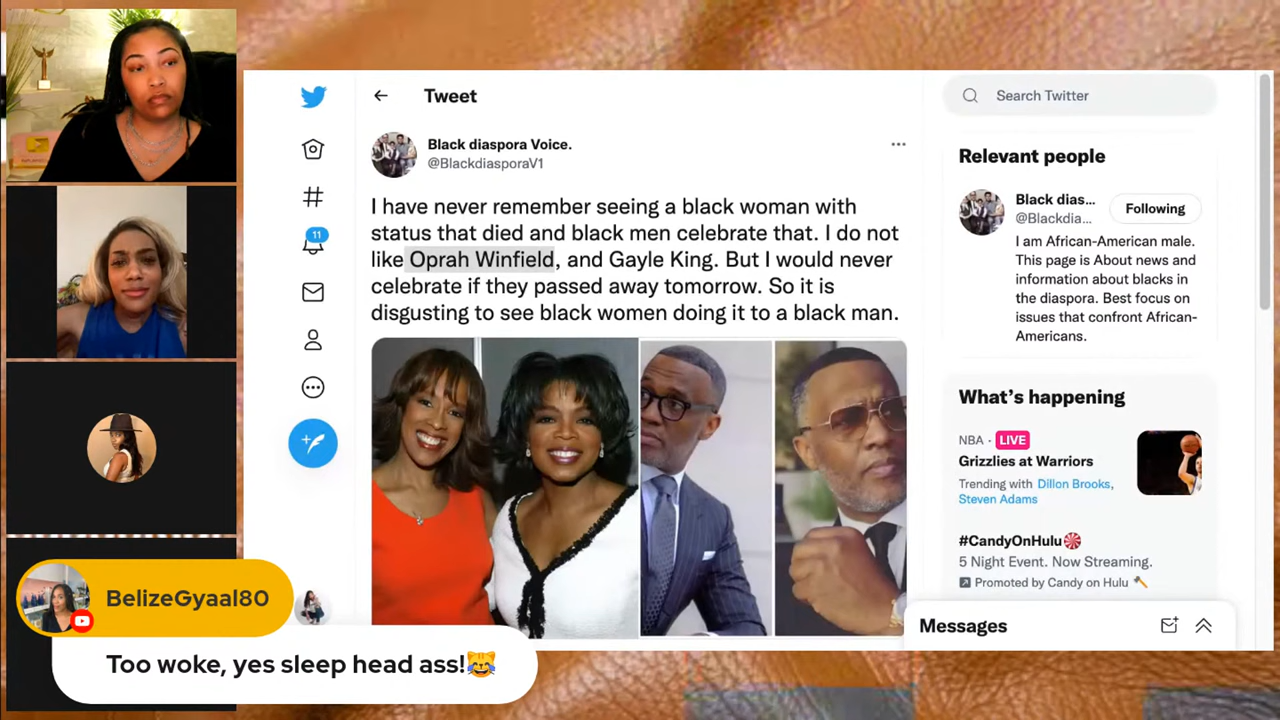 Tweet
Black diaspora Voice.
@BlackdiasporaV1
I have never remember seeing a black woman with
status that died and black men celebrate that. I do not
like Oprah Winfield, and Gayle King. But I would never
celebrate if they passed away tomorrow. So it is
disgusting to see black women doing it to a black man.
11
Search Twitter
Relevant people
Black dias...
@Blackdia...
Following
I am African-American male.
This page is About news and
information about blacks in
the diaspora. Best focus on
issues that confront African-
Americans.
What's happening
NBA · LIVE
Grizzlies at Warriors
Trending with Dillon Brooks,
Steven Adams
#CandyOnHulu
5 Night Event. Now Streaming.
Promoted by Candy on Hulu
Messages
BelizeGyaal80
Too woke, yes sleep head ass!😹